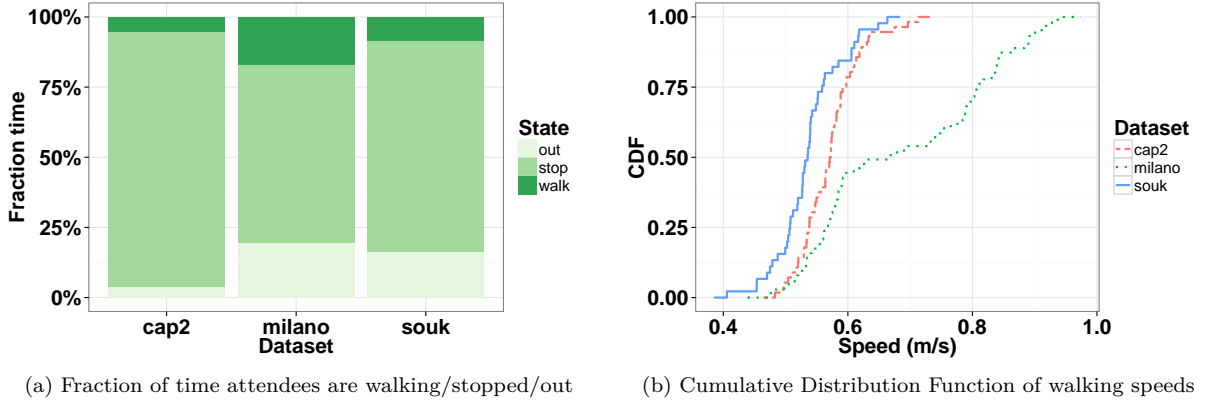 100%
75%
50%
25%
0%
Fraction time
cap2
milano
souk
Dataset
State
out
stop
walk
(a) Fraction of time attendees are walking/stopped/out
1.00
0.75
0.50
0.25
0.00
CDF
0.4
0.6
0.8
1.0
Speed (m/s)
Dataset
cap2
milano
souk
(b) Cumulative Distribution Function of walking speeds